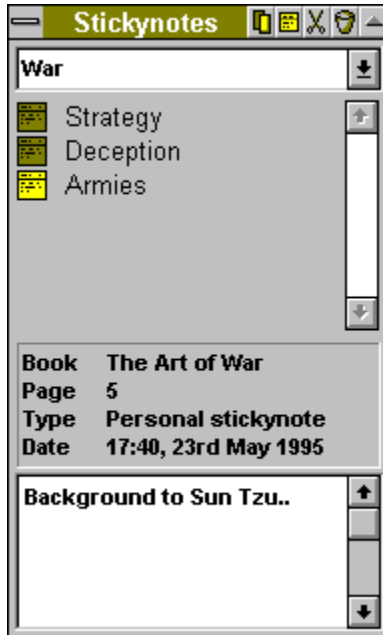 Stickynotes
War
Strategy
Deception
Armies
Book The Art of War
Page 5
Type Personal stickynote
Date 17:40, 23rd May 1995
Background to Sun Tzu..